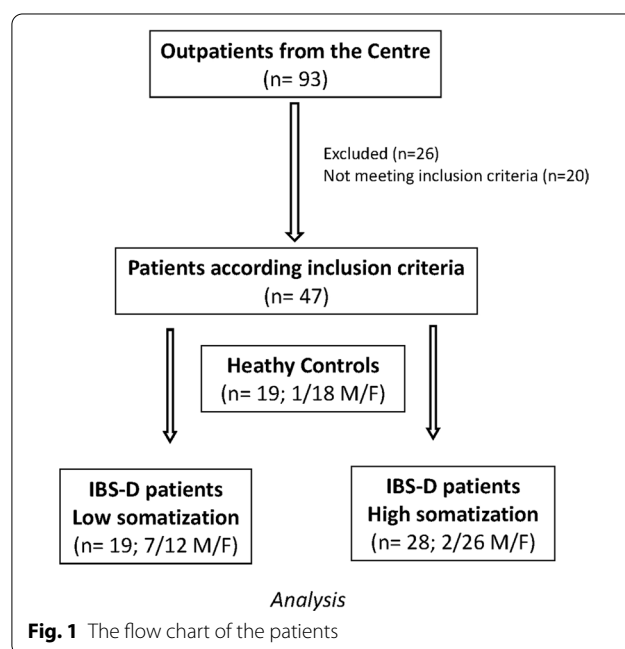 Outpatients from the Centre
(n= 93)
Excluded (n=26)
Not meeting inclusion criteria (n=20)
Patients according inclusion criteria
(n= 47)
Heathy Controls
(n= 19; 1/18 M/F)
IBS-D patients
Low somatization
(n= 19; 7/12 M/F)
IBS-D patients
High somatization
(n= 28; 2/26 M/F)
Analysis
Fig. 1 The flow chart of the patients